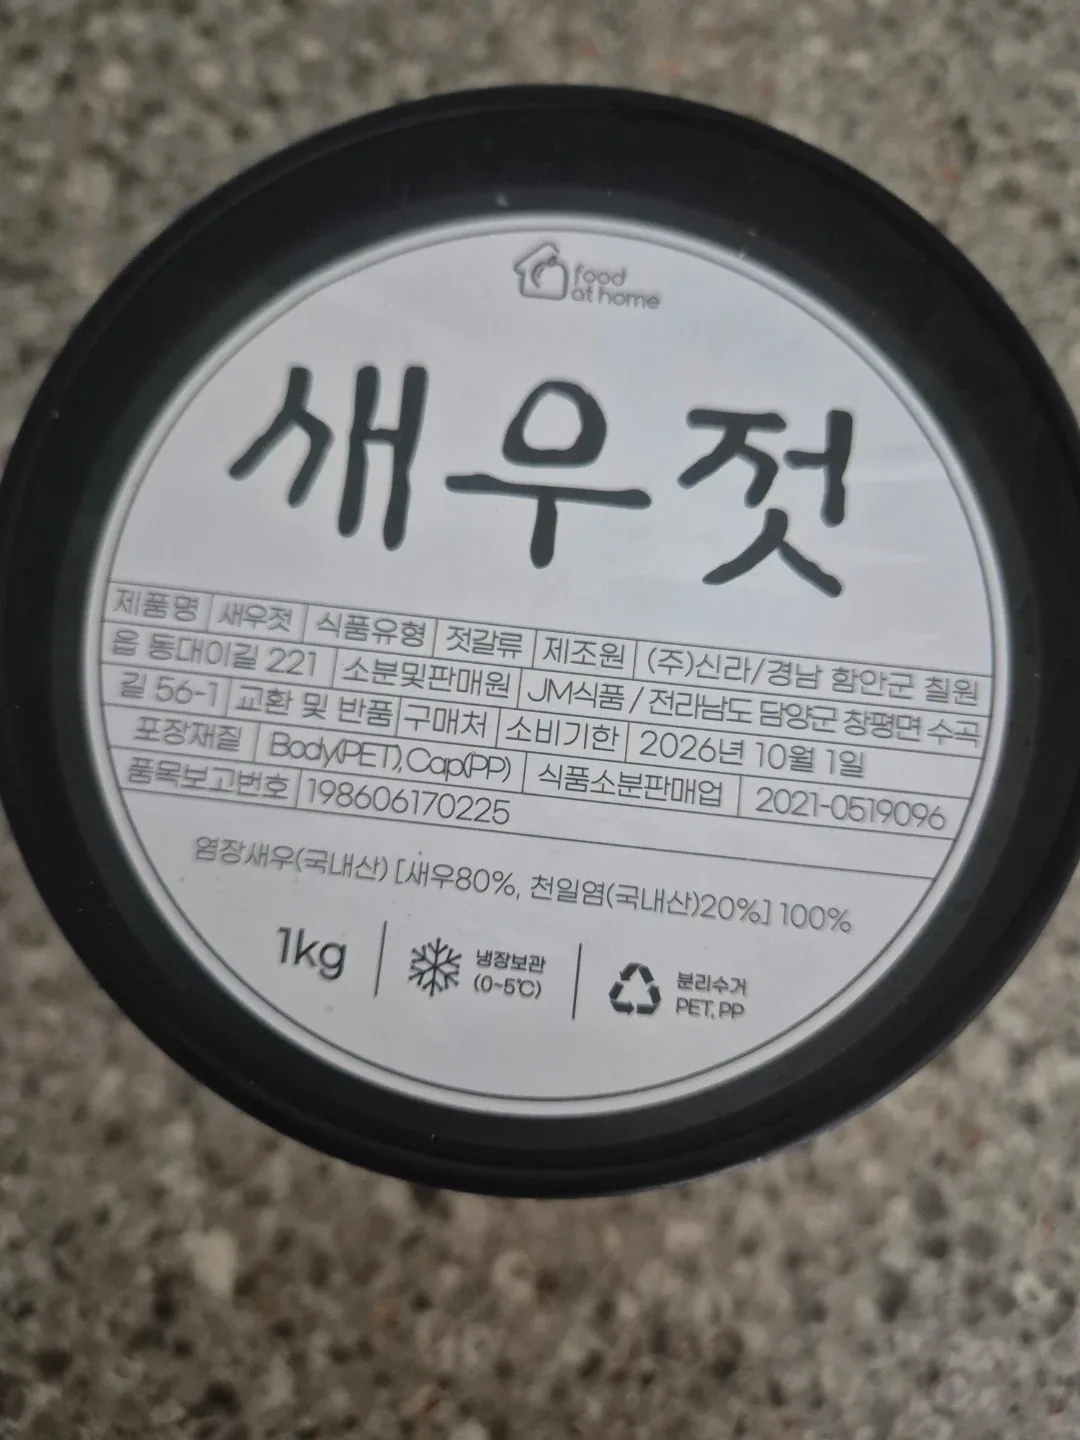 food
at home
새우젓
제품명 새우젓 식품유형 젓갈류 제조원 (주)신라/경남 함안군 칠원
읍 동대이길 221 소분및판매원 JM식품 / 전라남도 담양군 창평면 수곡
길 56-1 교환 및 반품 구매처 소비기한 2026년 10월 1일
포장재질 Body(PET), Cap(PP) 식품소분판매업 2021-0519096
품목보고번호 198606170225
염장새우(국내산) [새우80%, 천일염(국내산)20%] 100%
1kg
냉장보관
(0~5℃)
분리수거
PET, PP